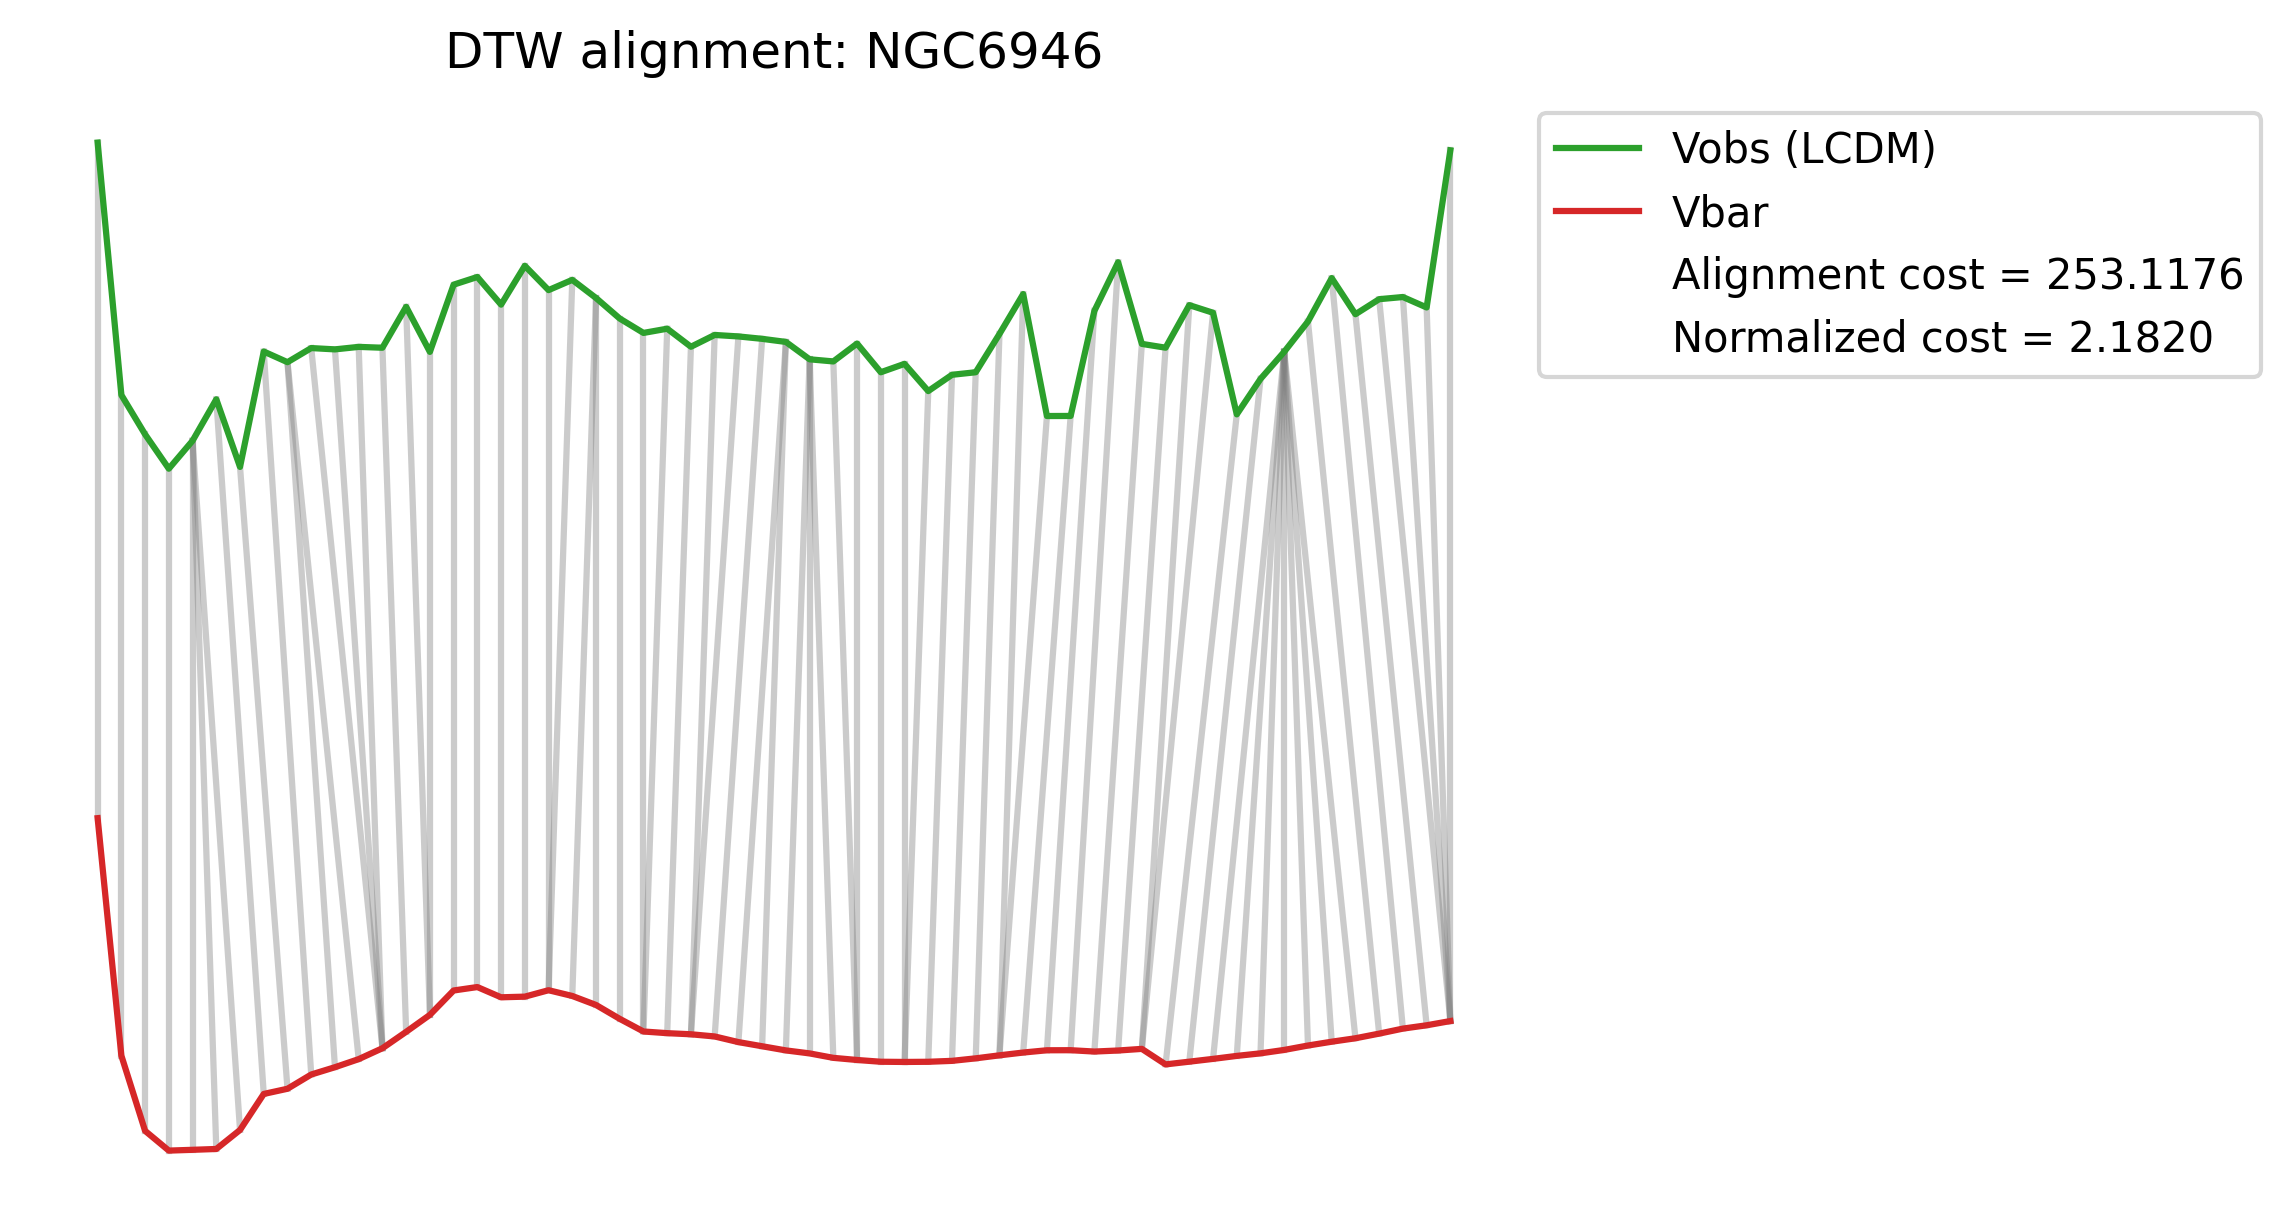 DTW alignment: NGC6946
Vobs (LCDM)
Vbar
Alignment cost = 253.1176
Normalized cost = 2.1820